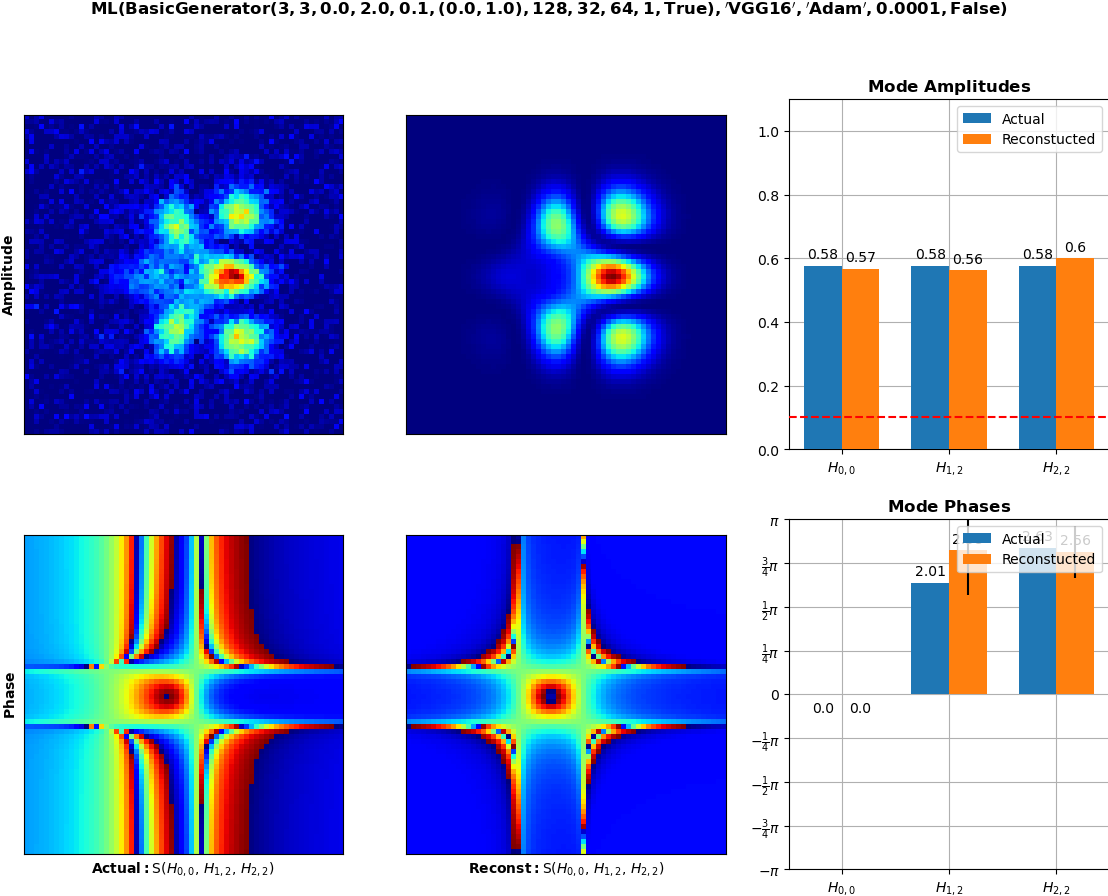 ML(BasicGenerator(3, 3, 0.0, 2.0, 0.1, (0.0, 1.0), 128, 32, 64, 1, True), ′VGG16′, ′Adam′, 0.0001, False)
Amplitude
Mode Amplitudes
Actual
Reconstucted
1.0
0.8
0.6
0.4
0.2
0.0
0.58 0.57 0.58 0.56 0.58 0.6
H0,0 H1,2 H2,2
Phase
Actual: S(H0,0, H1,2, H2,2)
Reconst: S(H0,0, H1,2, H2,2)
Mode Phases
Actual
Reconstucted
π
3/4π
1/2π
1/4π
0
−1/4π
−1/2π
−3/4π
−π
0.0 0.0 2.01 2.56
H0,0 H1,2 H2,2